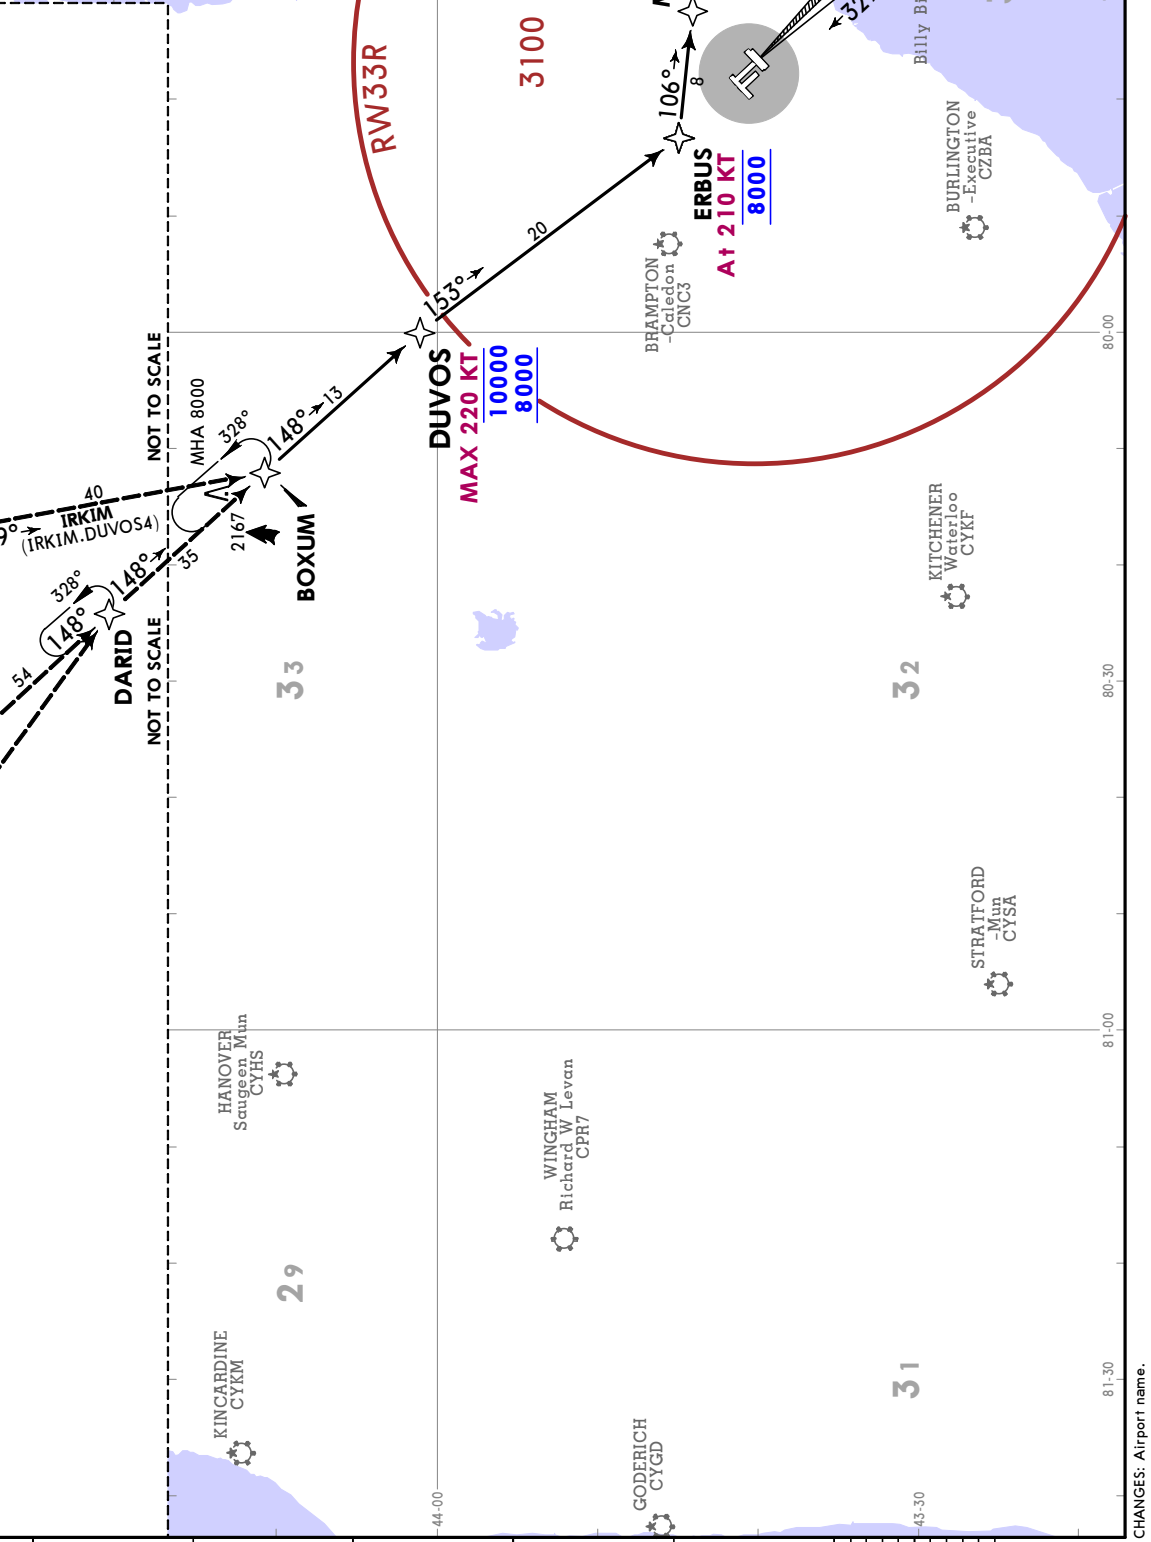 RW33R
3100
106°
8
ERBUS
At 210 KT
8000
20
153°
DUVOS
MAX 220 KT
10000
8000
NOT TO SCALE
MHA 8000
328°
148°
13
40
IRKIM
(IRKIM.DUVOS4)
9°
2167
BOXUM
35
148°
328°
148°
54
DARID
NOT TO SCALE
BRAMPTON
-Caledon
CNC3
Billy Bi
BURLINGTON
-Executive
CZBA
80-00
KITCHENER
Waterloo
CYKF
33
32
80-30
STRATFORD
-Mun
CYSA
81-00
HANOVER
Saugeen Mun
CYHS
WINGHAM
Richard W Levan
CPR7
29
31
KINCARDINE
CYKM
GODERICH
CYGD
44-00
43-30
81-30
CHANGES: Airport name.